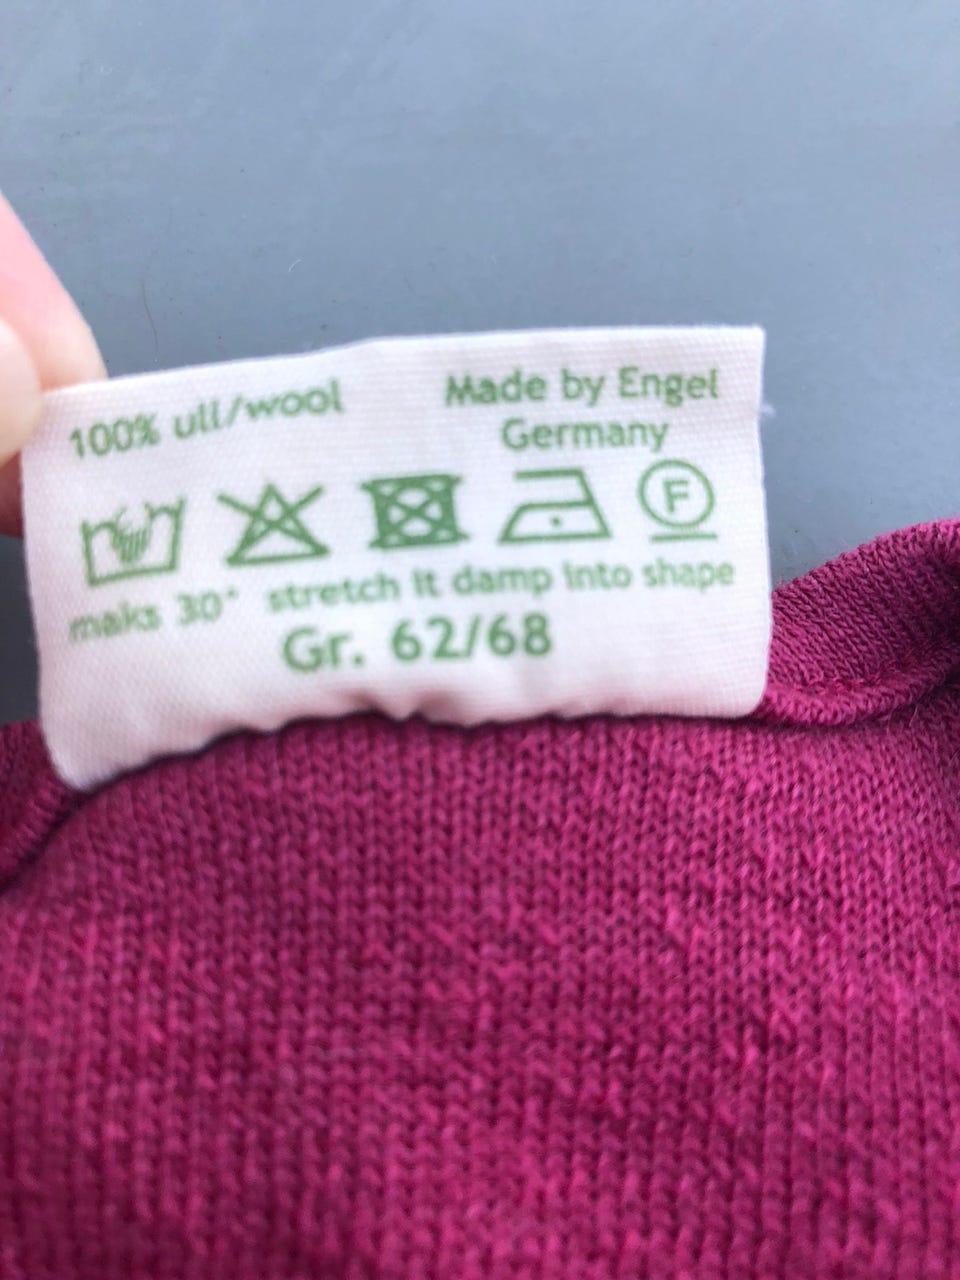 100% ull/wool
Made by Engel
Germany
F
maks 30° stretch it damp into shape
Gr. 62/68